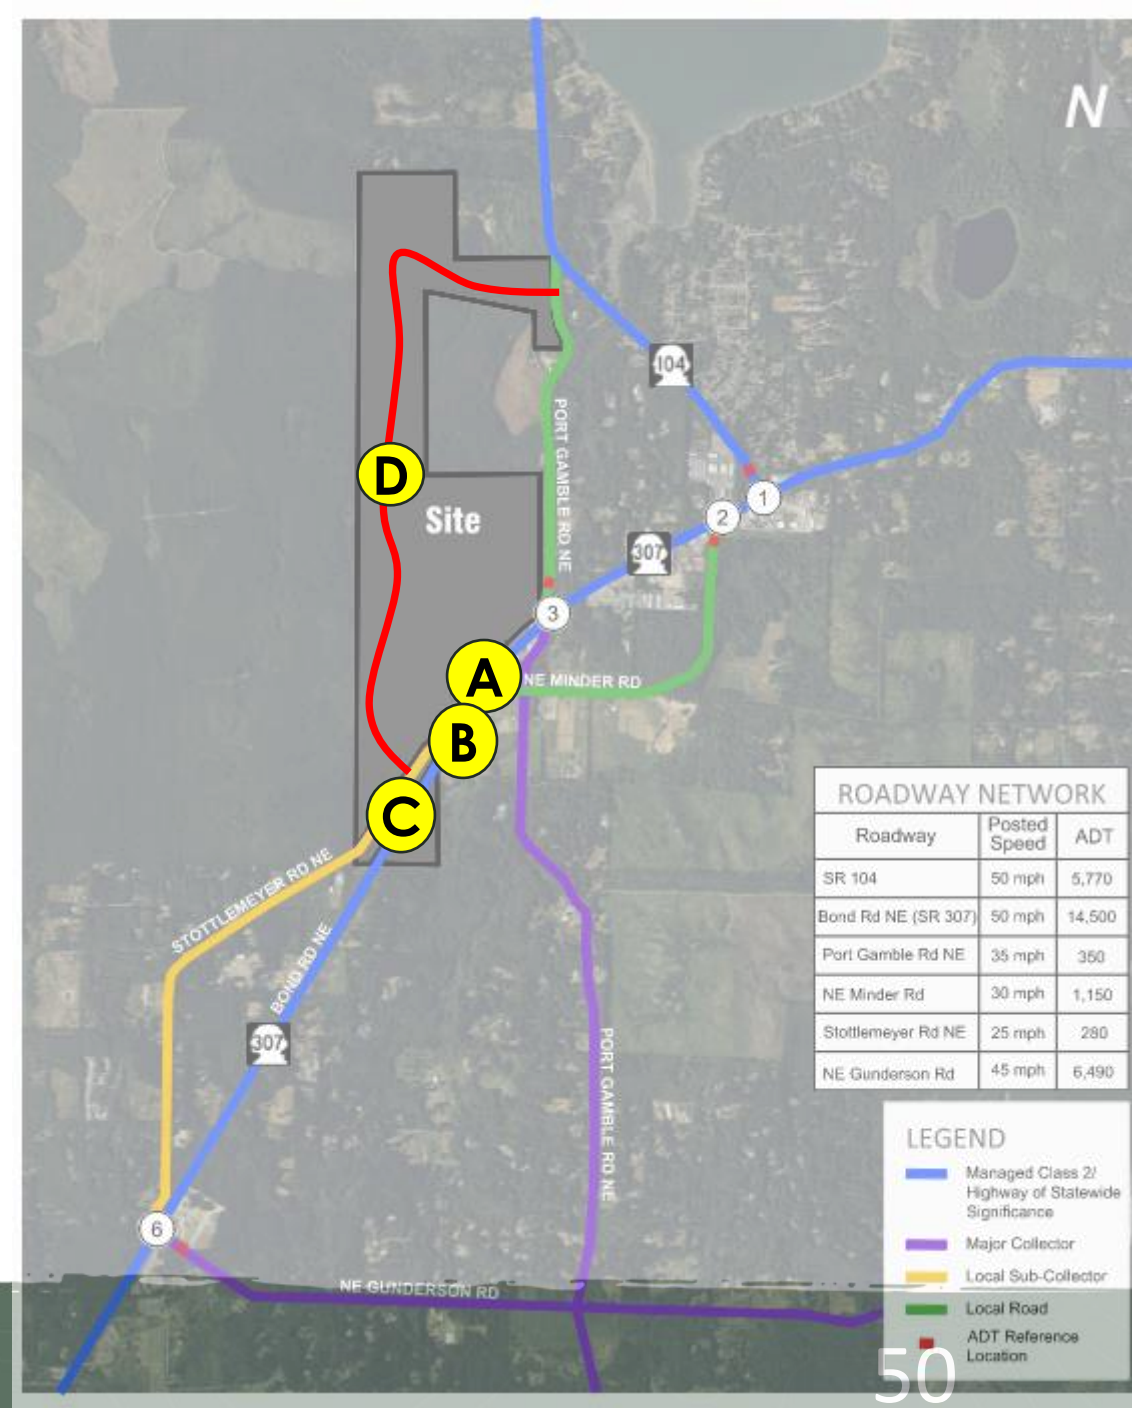 N
104
D
Site
PORT GAMBLE RD NE
1
2
307
3
A
NE MINDER RD
B
C
STOTTLEMEYER RD NE
BOND RD NE
307
PORT GAMBLE RD NE
6
NE GUNDERSON RD
ROADWAY NETWORK
Roadway Posted Speed ADT
SR 104 50 mph 5,770
Bond Rd NE (SR 307) 50 mph 14,500
Port Gamble Rd NE 35 mph 350
NE Minder Rd 30 mph 1,150
Stottlemeyer Rd NE 25 mph 280
NE Gunderson Rd 45 mph 6,490
LEGEND
Managed Class 2/
Highway of Statewide
Significance
Major Collector
Local Sub-Collector
Local Road
ADT Reference
Location
50